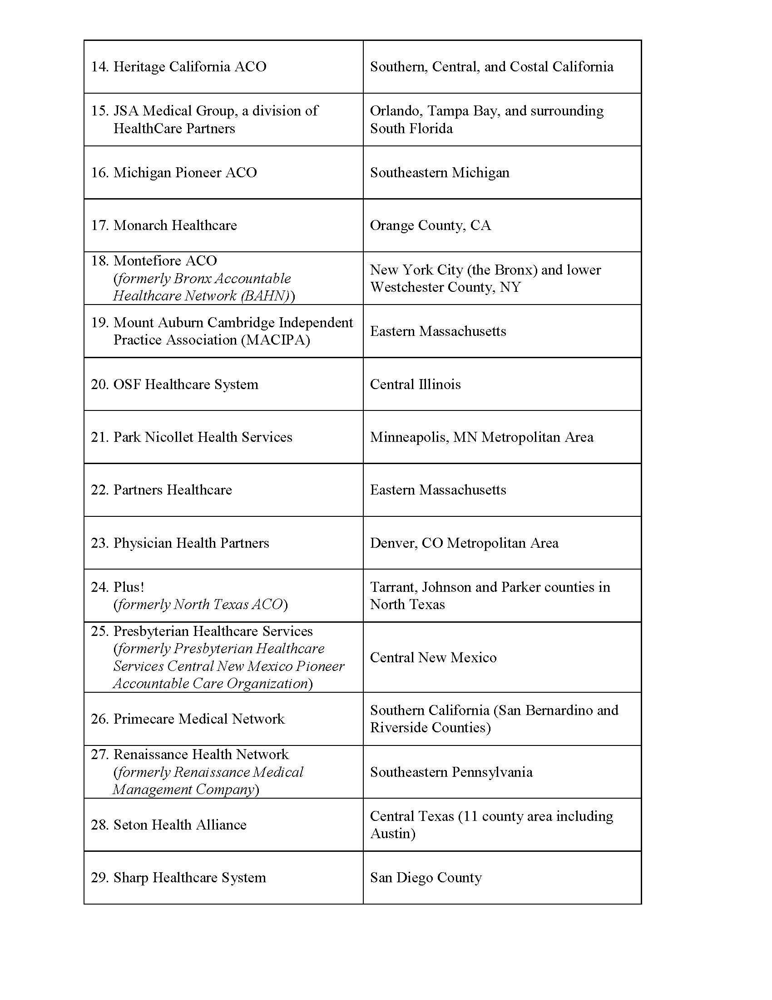 14. Heritage California ACO
Southern, Central, and Costal California
15. JSA Medical Group, a division of
HealthCare Partners
Orlando, Tampa Bay, and surrounding
South Florida
16. Michigan Pioneer ACO
Southeastern Michigan
17. Monarch Healthcare
Orange County, CA
18. Montefiore ACO
(formerly Bronx Accountable
Healthcare Network (BAHN))
New York City (the Bronx) and lower
Westchester County, NY
19. Mount Auburn Cambridge Independent
Practice Association (MACIPA)
Eastern Massachusetts
20. OSF Healthcare System
Central Illinois
21. Park Nicollet Health Services
Minneapolis, MN Metropolitan Area
22. Partners Healthcare
Eastern Massachusetts
23. Physician Health Partners
Denver, CO Metropolitan Area
24. Plus!
(formerly North Texas ACO)
Tarrant, Johnson and Parker counties in
North Texas
25. Presbyterian Healthcare Services
(formerly Presbyterian Healthcare
Services Central New Mexico Pioneer
Accountable Care Organization)
Central New Mexico
26. Primecare Medical Network
Southern California (San Bernardino and
Riverside Counties)
27. Renaissance Health Network
(formerly Renaissance Medical
Management Company)
Southeastern Pennsylvania
28. Seton Health Alliance
Central Texas (11 county area including
Austin)
29. Sharp Healthcare System
San Diego County